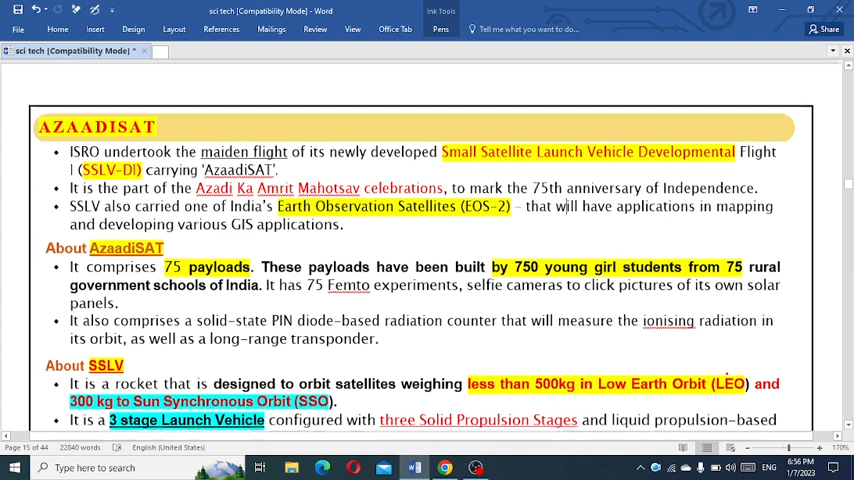 sci tech [Compatibility Mode] - Word
Ink Tools
File Home Insert Design Layout References Mailings Review View Office Tab Pens Tell me what you want to do... Share
sci tech [Compatibility Mode] *
AZAADISAT
• ISRO undertook the maiden flight of its newly developed Small Satellite Launch Vehicle Developmental Flight
1 (SSLV-D1) carrying ‘AzaadiSAT’.
• It is the part of the Azadi Ka Amrit Mahotsav celebrations, to mark the 75th anniversary of Independence.
• SSLV also carried one of India’s Earth Observation Satellites (EOS-2) – that will have applications in mapping
and developing various GIS applications.
About AzaadiSAT
• It comprises 75 payloads. These payloads have been built by 750 young girl students from 75 rural
government schools of India. It has 75 Femto experiments, selfie cameras to click pictures of its own solar
panels.
• It also comprises a solid-state PIN diode-based radiation counter that will measure the ionising radiation in
its orbit, as well as a long-range transponder.
About SSLV
• It is a rocket that is designed to orbit satellites weighing less than 500kg in Low Earth Orbit (LEO) and
300 kg to Sun Synchronous Orbit (SSO).
• It is a 3 stage Launch Vehicle configured with three Solid Propulsion Stages and liquid propulsion-based
Page 15 of 44 22840 words English (United States) 170%
Type here to search ENG 6:56 PM
1/7/2023